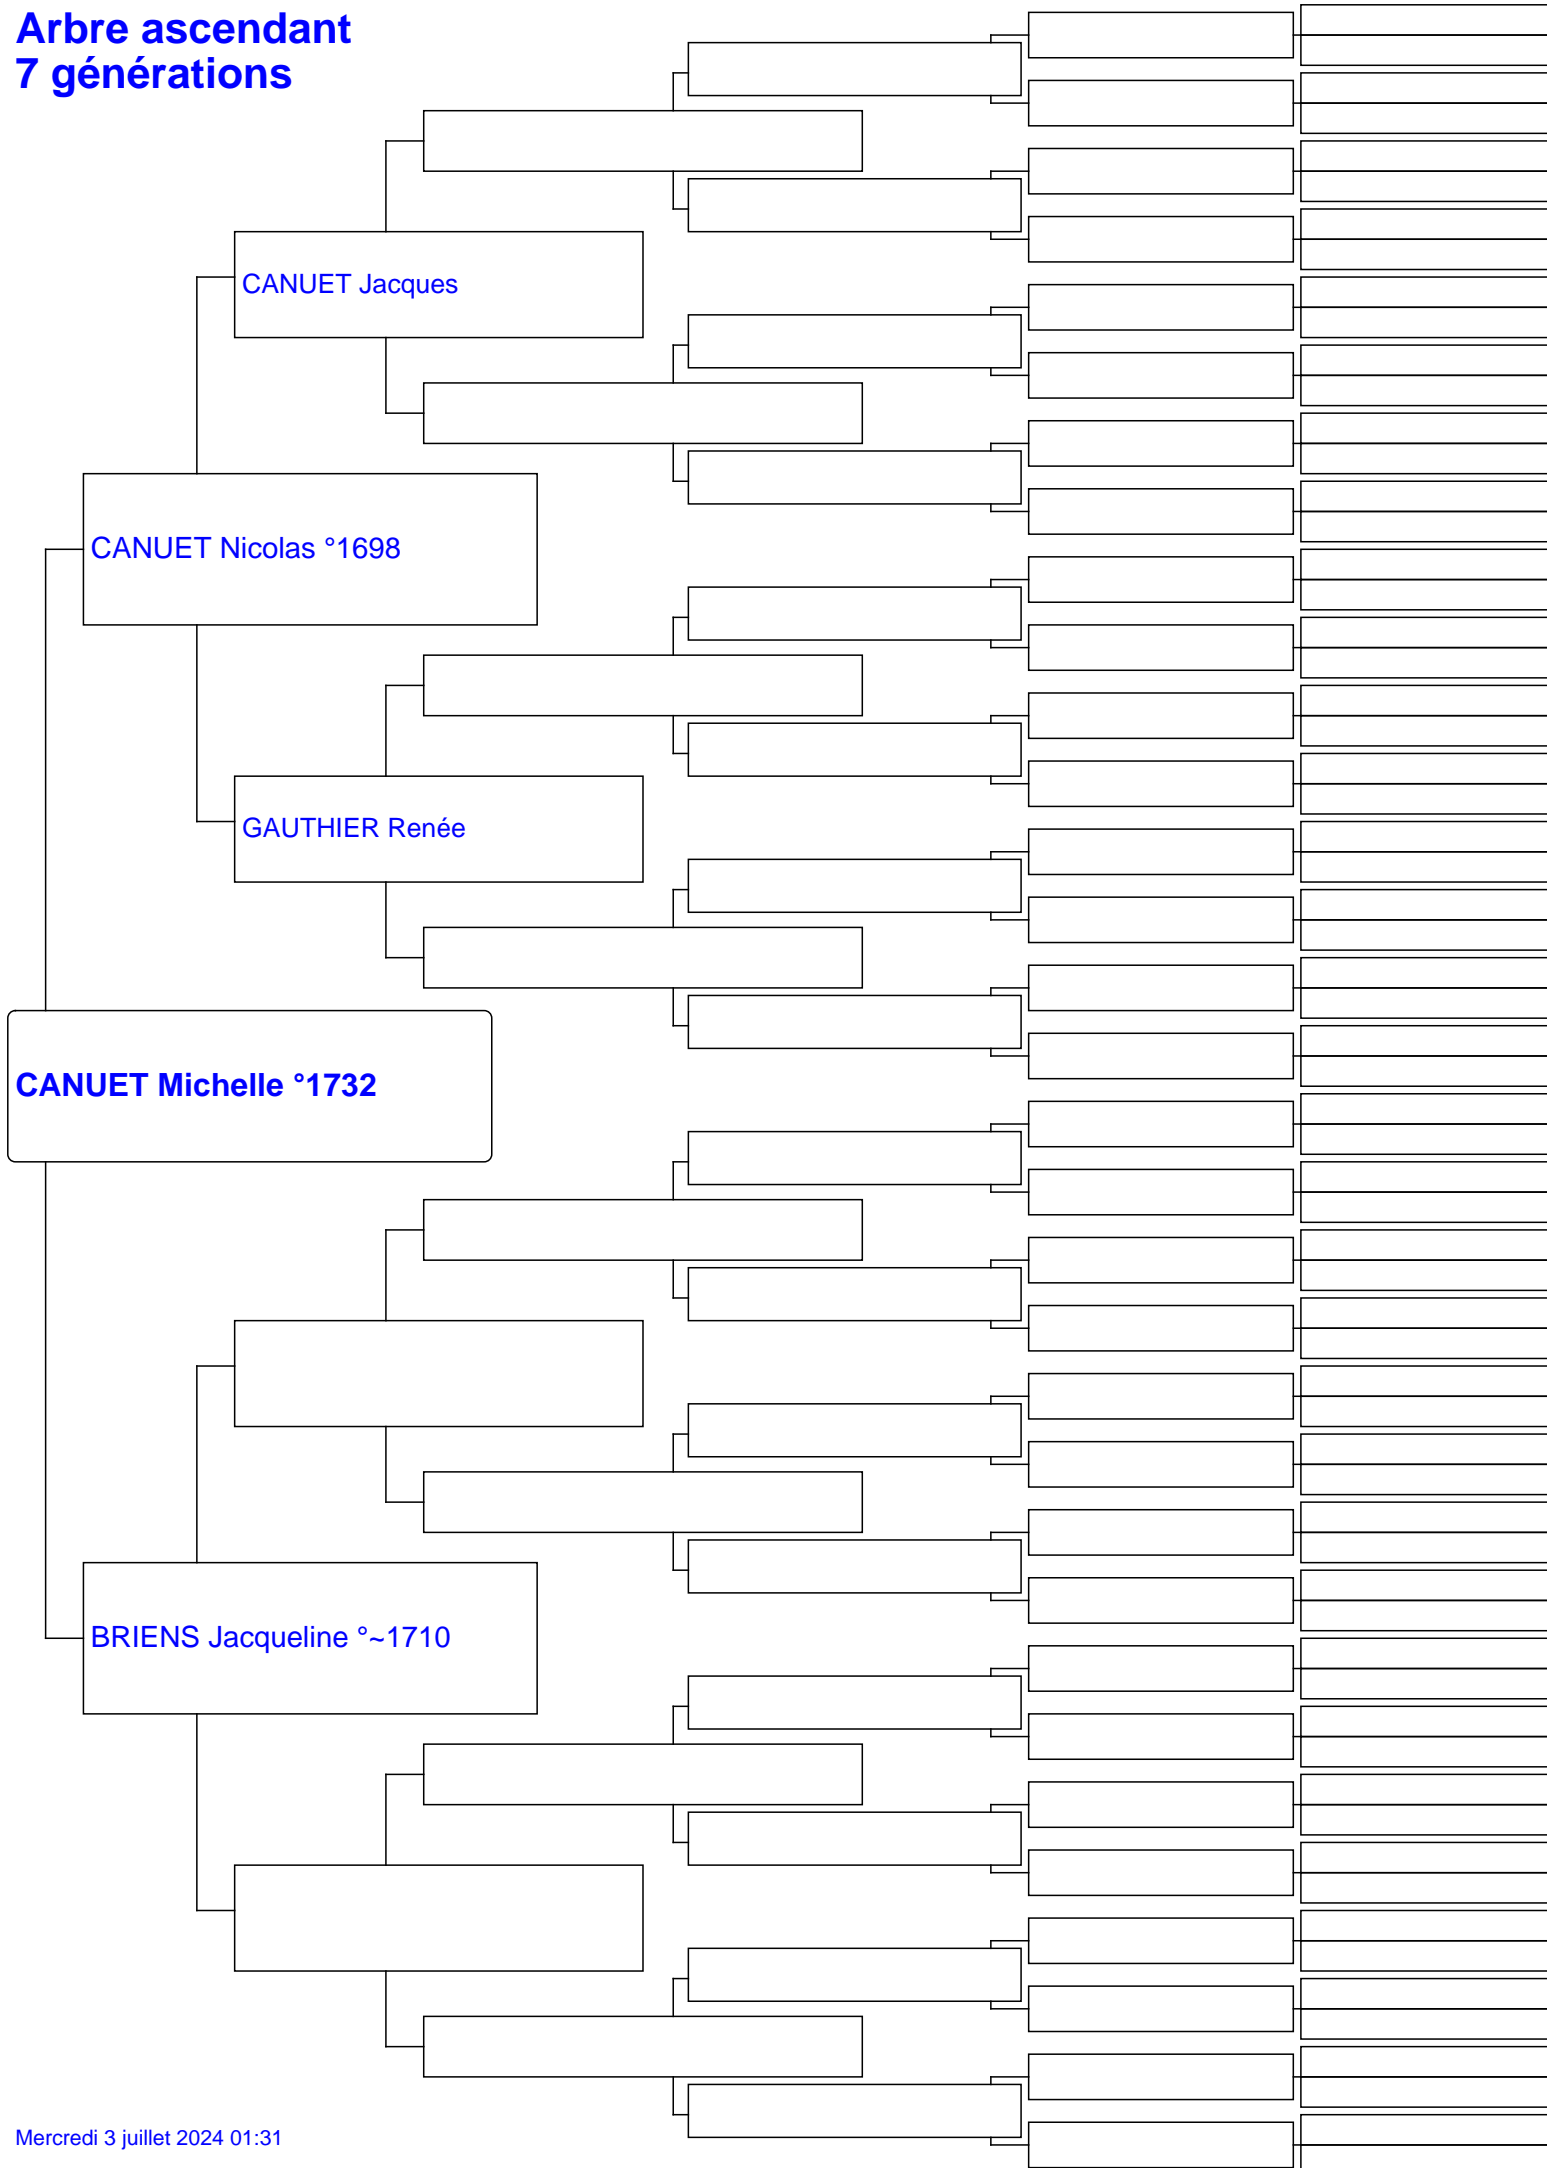 Arbre ascendant
7 générations
CANUET Jacques
CANUET Nicolas °1698
GAUTHIER Renée
CANUET Michelle °1732
BRIENS Jacqueline °~1710
Mercredi 3 juillet 2024 01:31